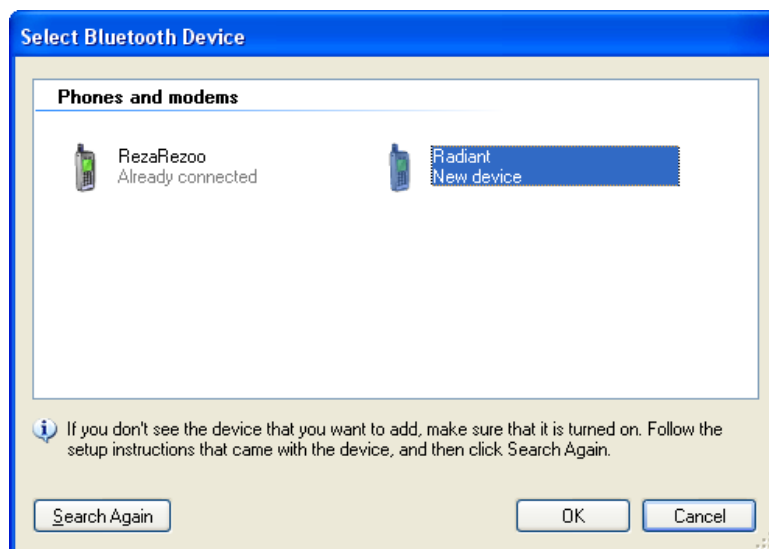 Select Bluetooth Device
Phones and modems
RezaRezoo
Already connected
Radiant
New device
If you don't see the device that you want to add, make sure that it is turned on. Follow the
setup instructions that came with the device, and then click Search Again.
Search Again
OK
Cancel